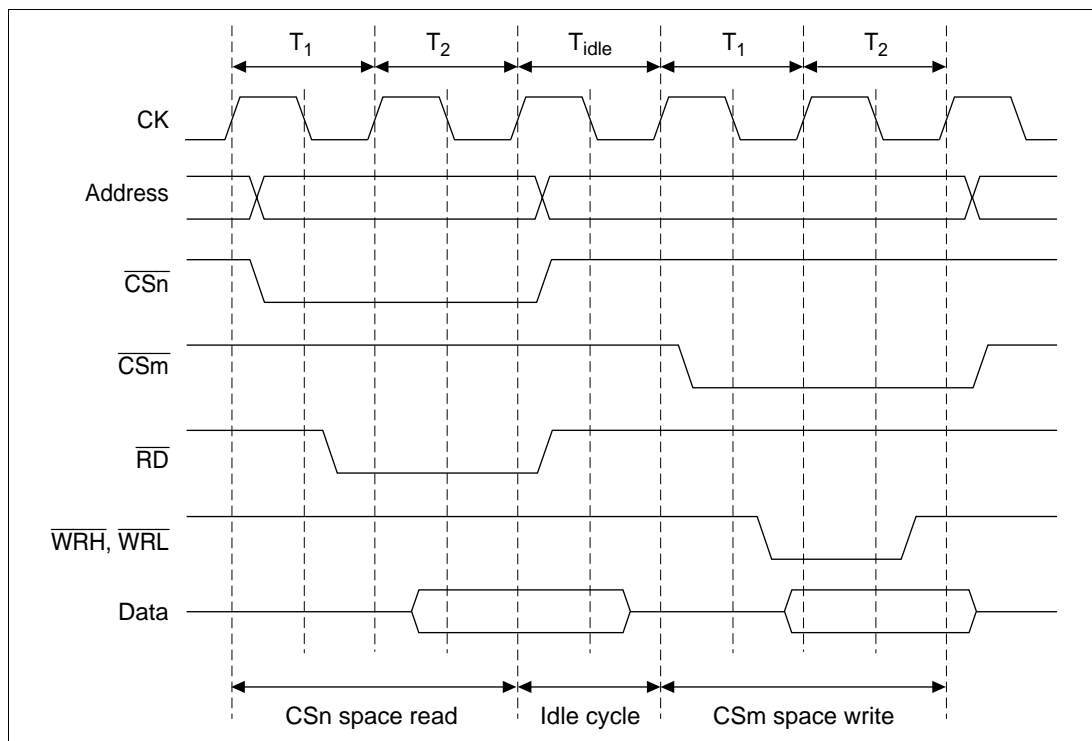 T1 T2 Tidle T1 T2
CK
Address
CSn
CSm
RD
WRH, WRL
Data
CSn space read Idle cycle CSm space write